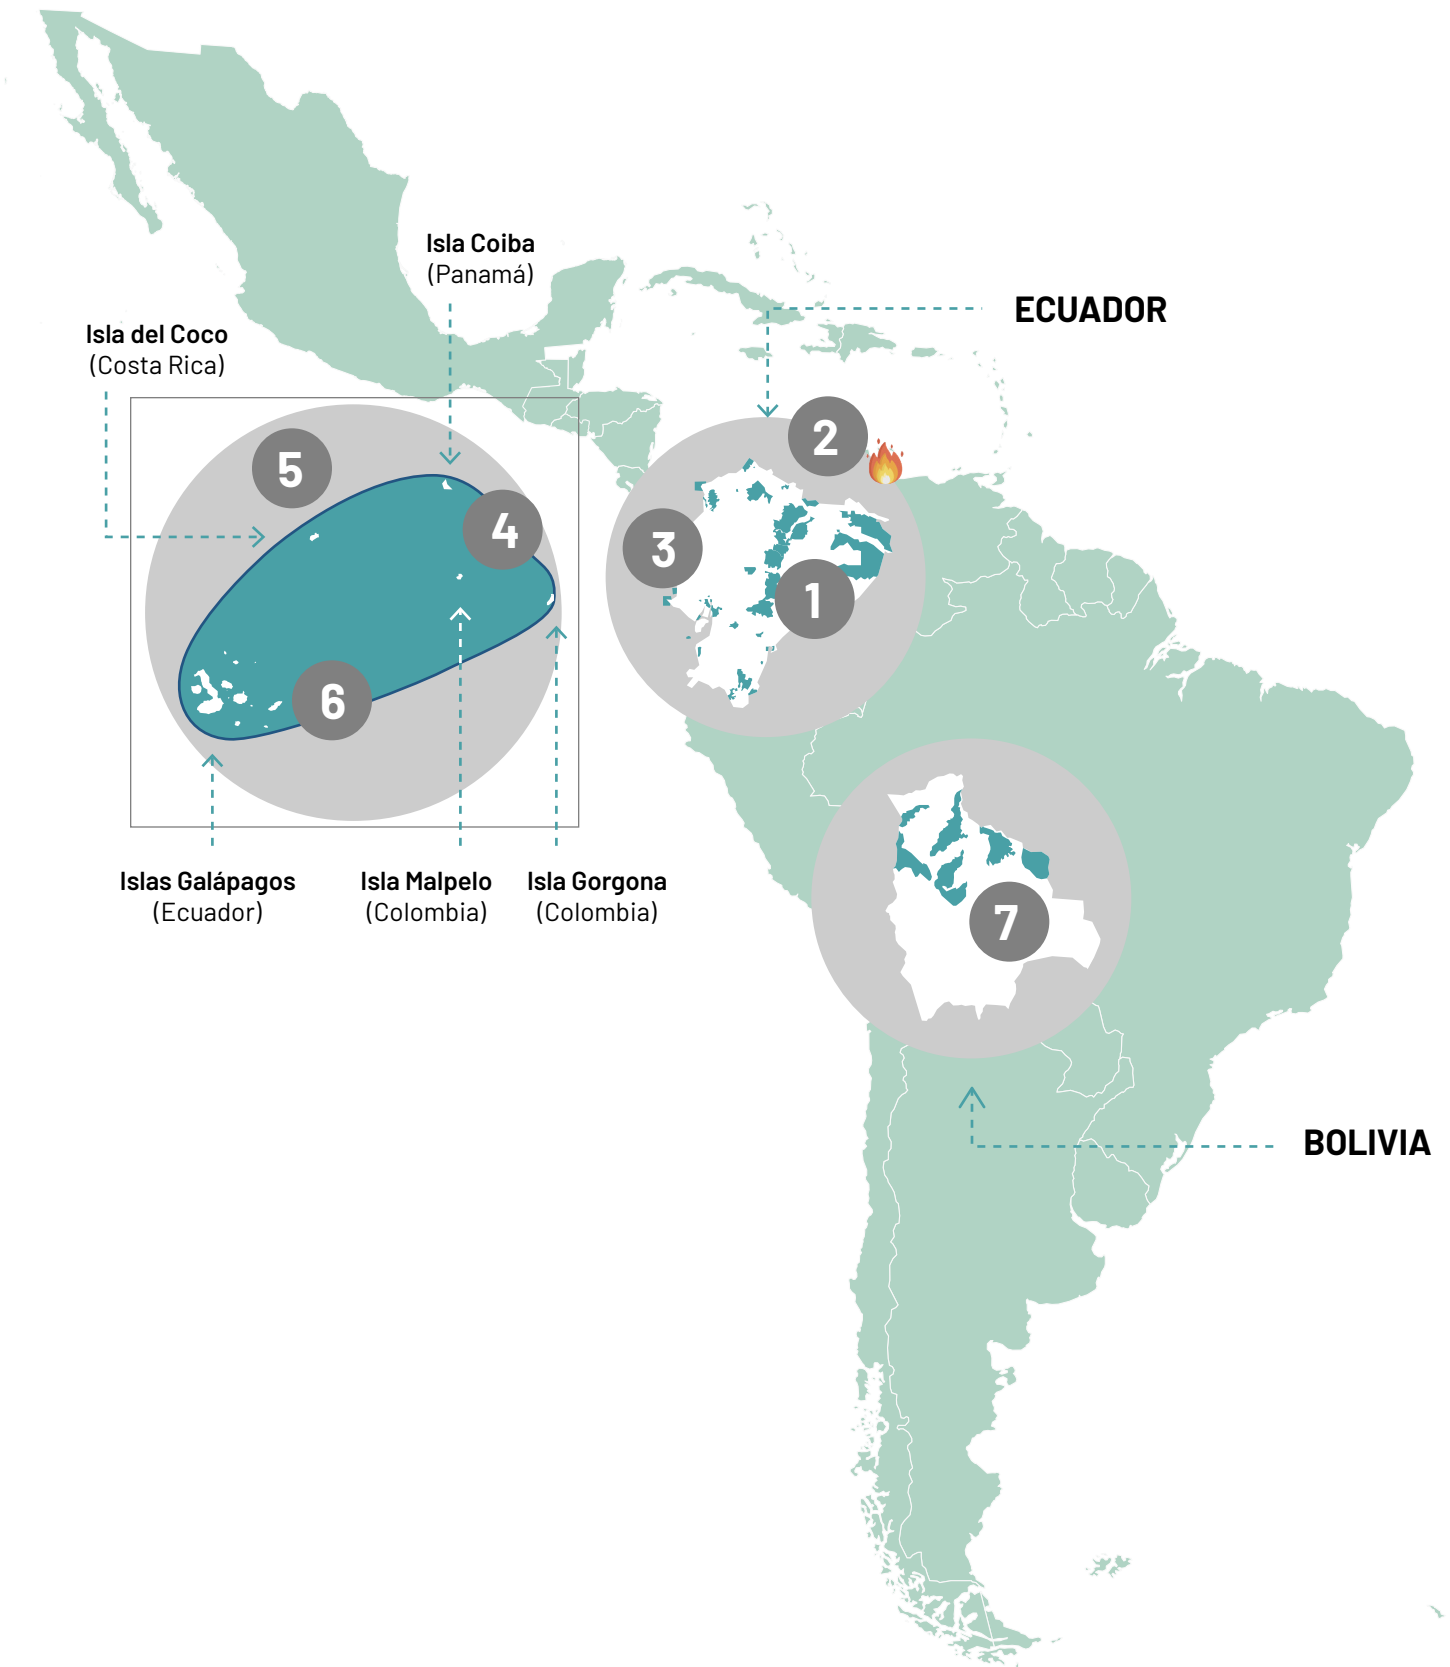 Isla Coiba
(Panamá)
ECUADOR
Isla del Coco
(Costa Rica)
2
5
4
3
1
6
Islas Galápagos
(Ecuador)
Isla Malpelo
(Colombia)
Isla Gorgona
(Colombia)
7
BOLIVIA